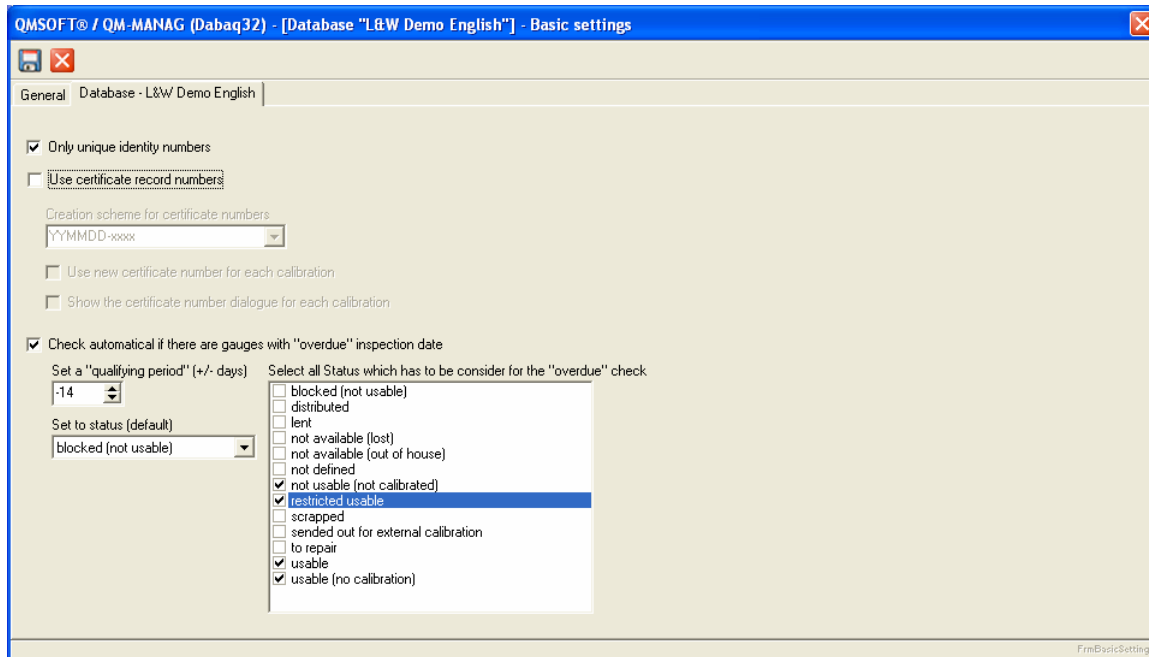 QMSOFT® / QM-MANAG (Dabaq32) - [Database "L&W Demo English"] - Basic settings
General Database - L&W Demo English
Only unique identity numbers
Use certificate record numbers
Creation scheme for certificate numbers
YYMMDD-xxxx
Use new certificate number for each calibration
Show the certificate number dialogue for each calibration
Check automatical if there are gauges with "overdue" inspection date
Set a "qualifying period" (+/- days)
-14
Set to status (default)
blocked (not usable)
Select all Status which has to be consider for the "overdue" check
blocked (not usable)
distributed
lent
not available (lost)
not available (out of house)
not defined
not usable (not calibrated)
restricted usable
scrapped
sended out for external calibration
to repair
usable
usable (no calibration)
FrmBasicSetting